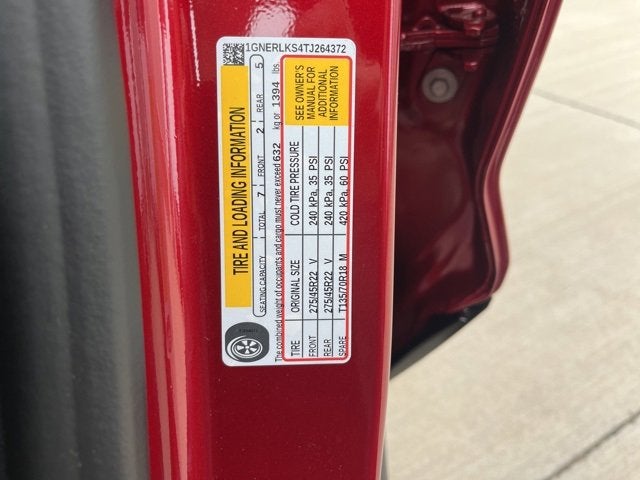 1GNERLKS4TJ264372
TIRE AND LOADING INFORMATION
SEATING CAPACITY TOTAL 7 FRONT 2 REAR 5
The combined weight of occupants and cargo must never exceed 632 kg or 1394 lbs.
TIRE ORIGINAL SIZE COLD TIRE PRESSURE
FRONT 275/45R22 V 240 kPa, 35 PSI
REAR 275/45R22 V 240 kPa, 35 PSI
SPARE T135/70R18 M 420 kPa, 60 PSI
SEE OWNER'S
MANUAL FOR
ADDITIONAL
INFORMATION